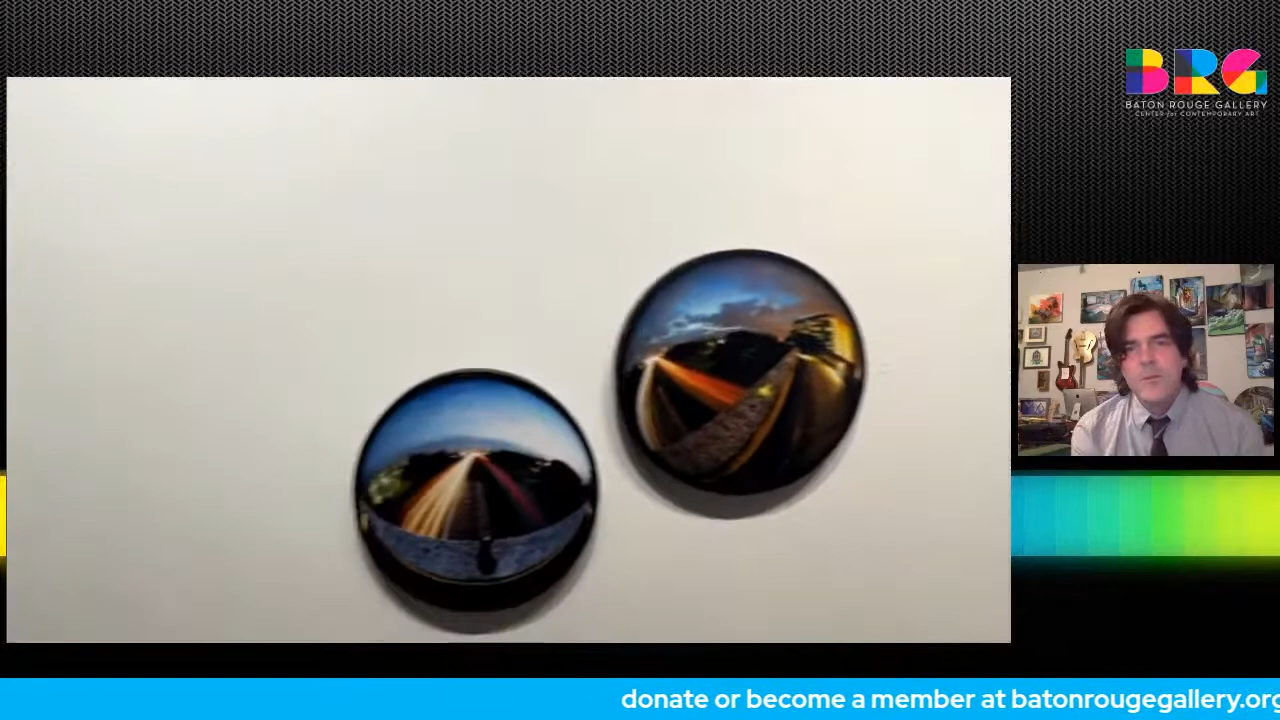 BRG
BATON ROUGE GALLERY
CENTER for CONTEMPORARY ART
donate or become a member at batonrougegallery.org